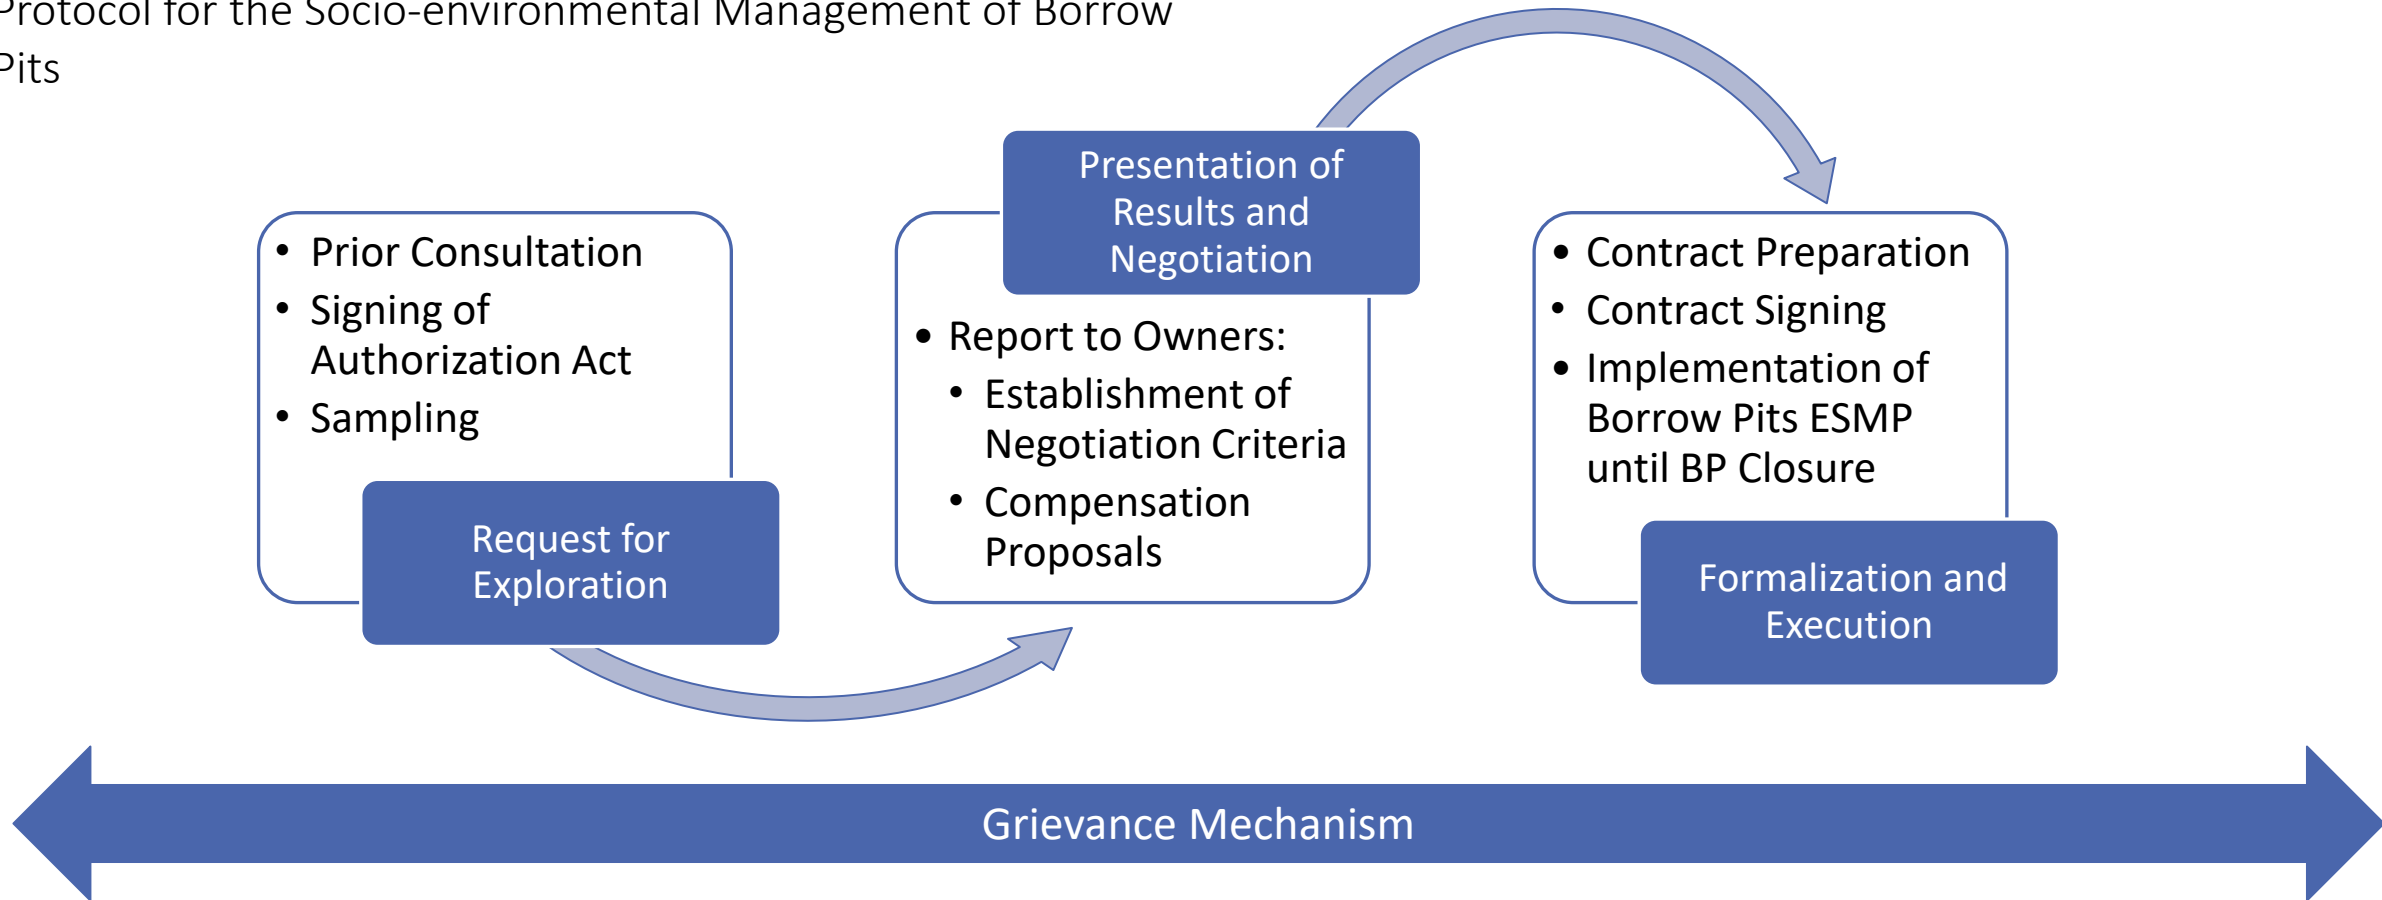 Protocol for the Socio-environmental Management of Borrow
Pits
• Prior Consultation
• Signing of
Authorization Act
• Sampling
Request for
Exploration
Presentation of
Results and
Negotiation
• Report to Owners:
• Establishment of
Negotiation Criteria
• Compensation
Proposals
• Contract Preparation
• Contract Signing
• Implementation of
Borrow Pits ESMP
until BP Closure
Formalization and
Execution
Grievance Mechanism